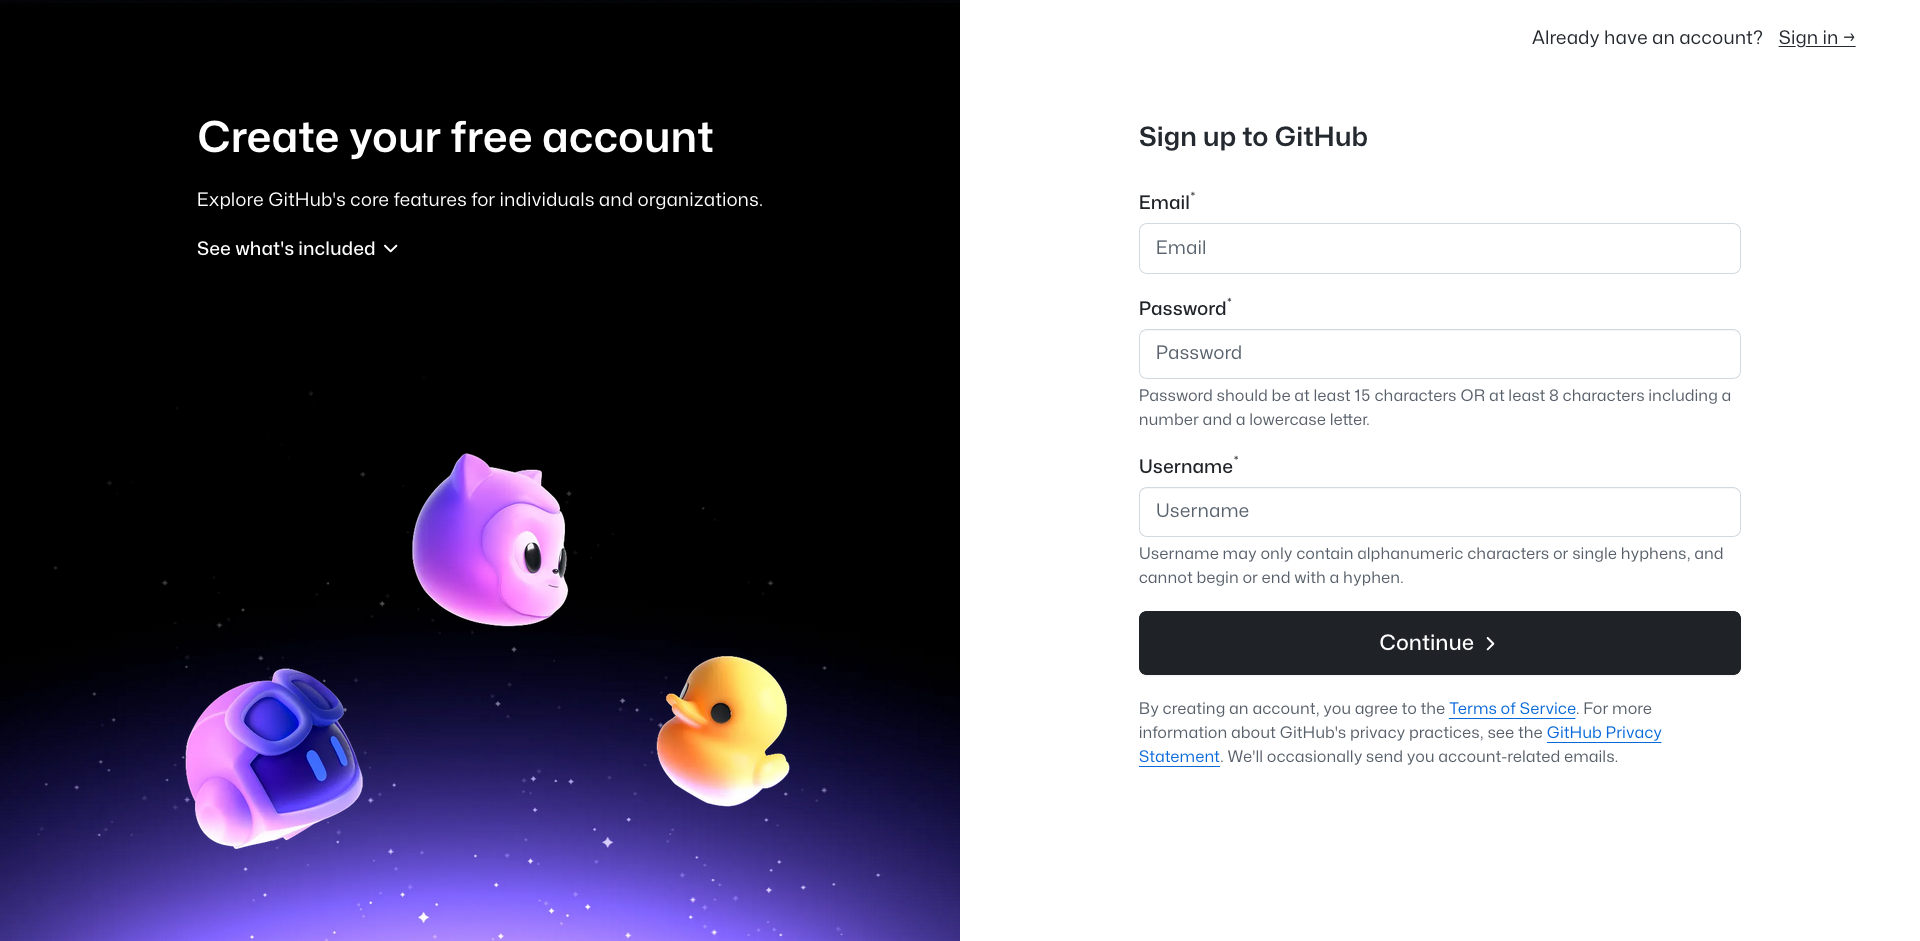 Already have an account? Sign in →
Create your free account
Explore GitHub's core features for individuals and organizations.
See what's included
Sign up to GitHub
Email*
Email
Password*
Password
Password should be at least 15 characters OR at least 8 characters including a
number and a lowercase letter.
Username*
Username
Username may only contain alphanumeric characters or single hyphens, and
cannot begin or end with a hyphen.
Continue
By creating an account, you agree to the Terms of Service. For more
information about GitHub's privacy practices, see the GitHub Privacy
Statement. We'll occasionally send you account-related emails.